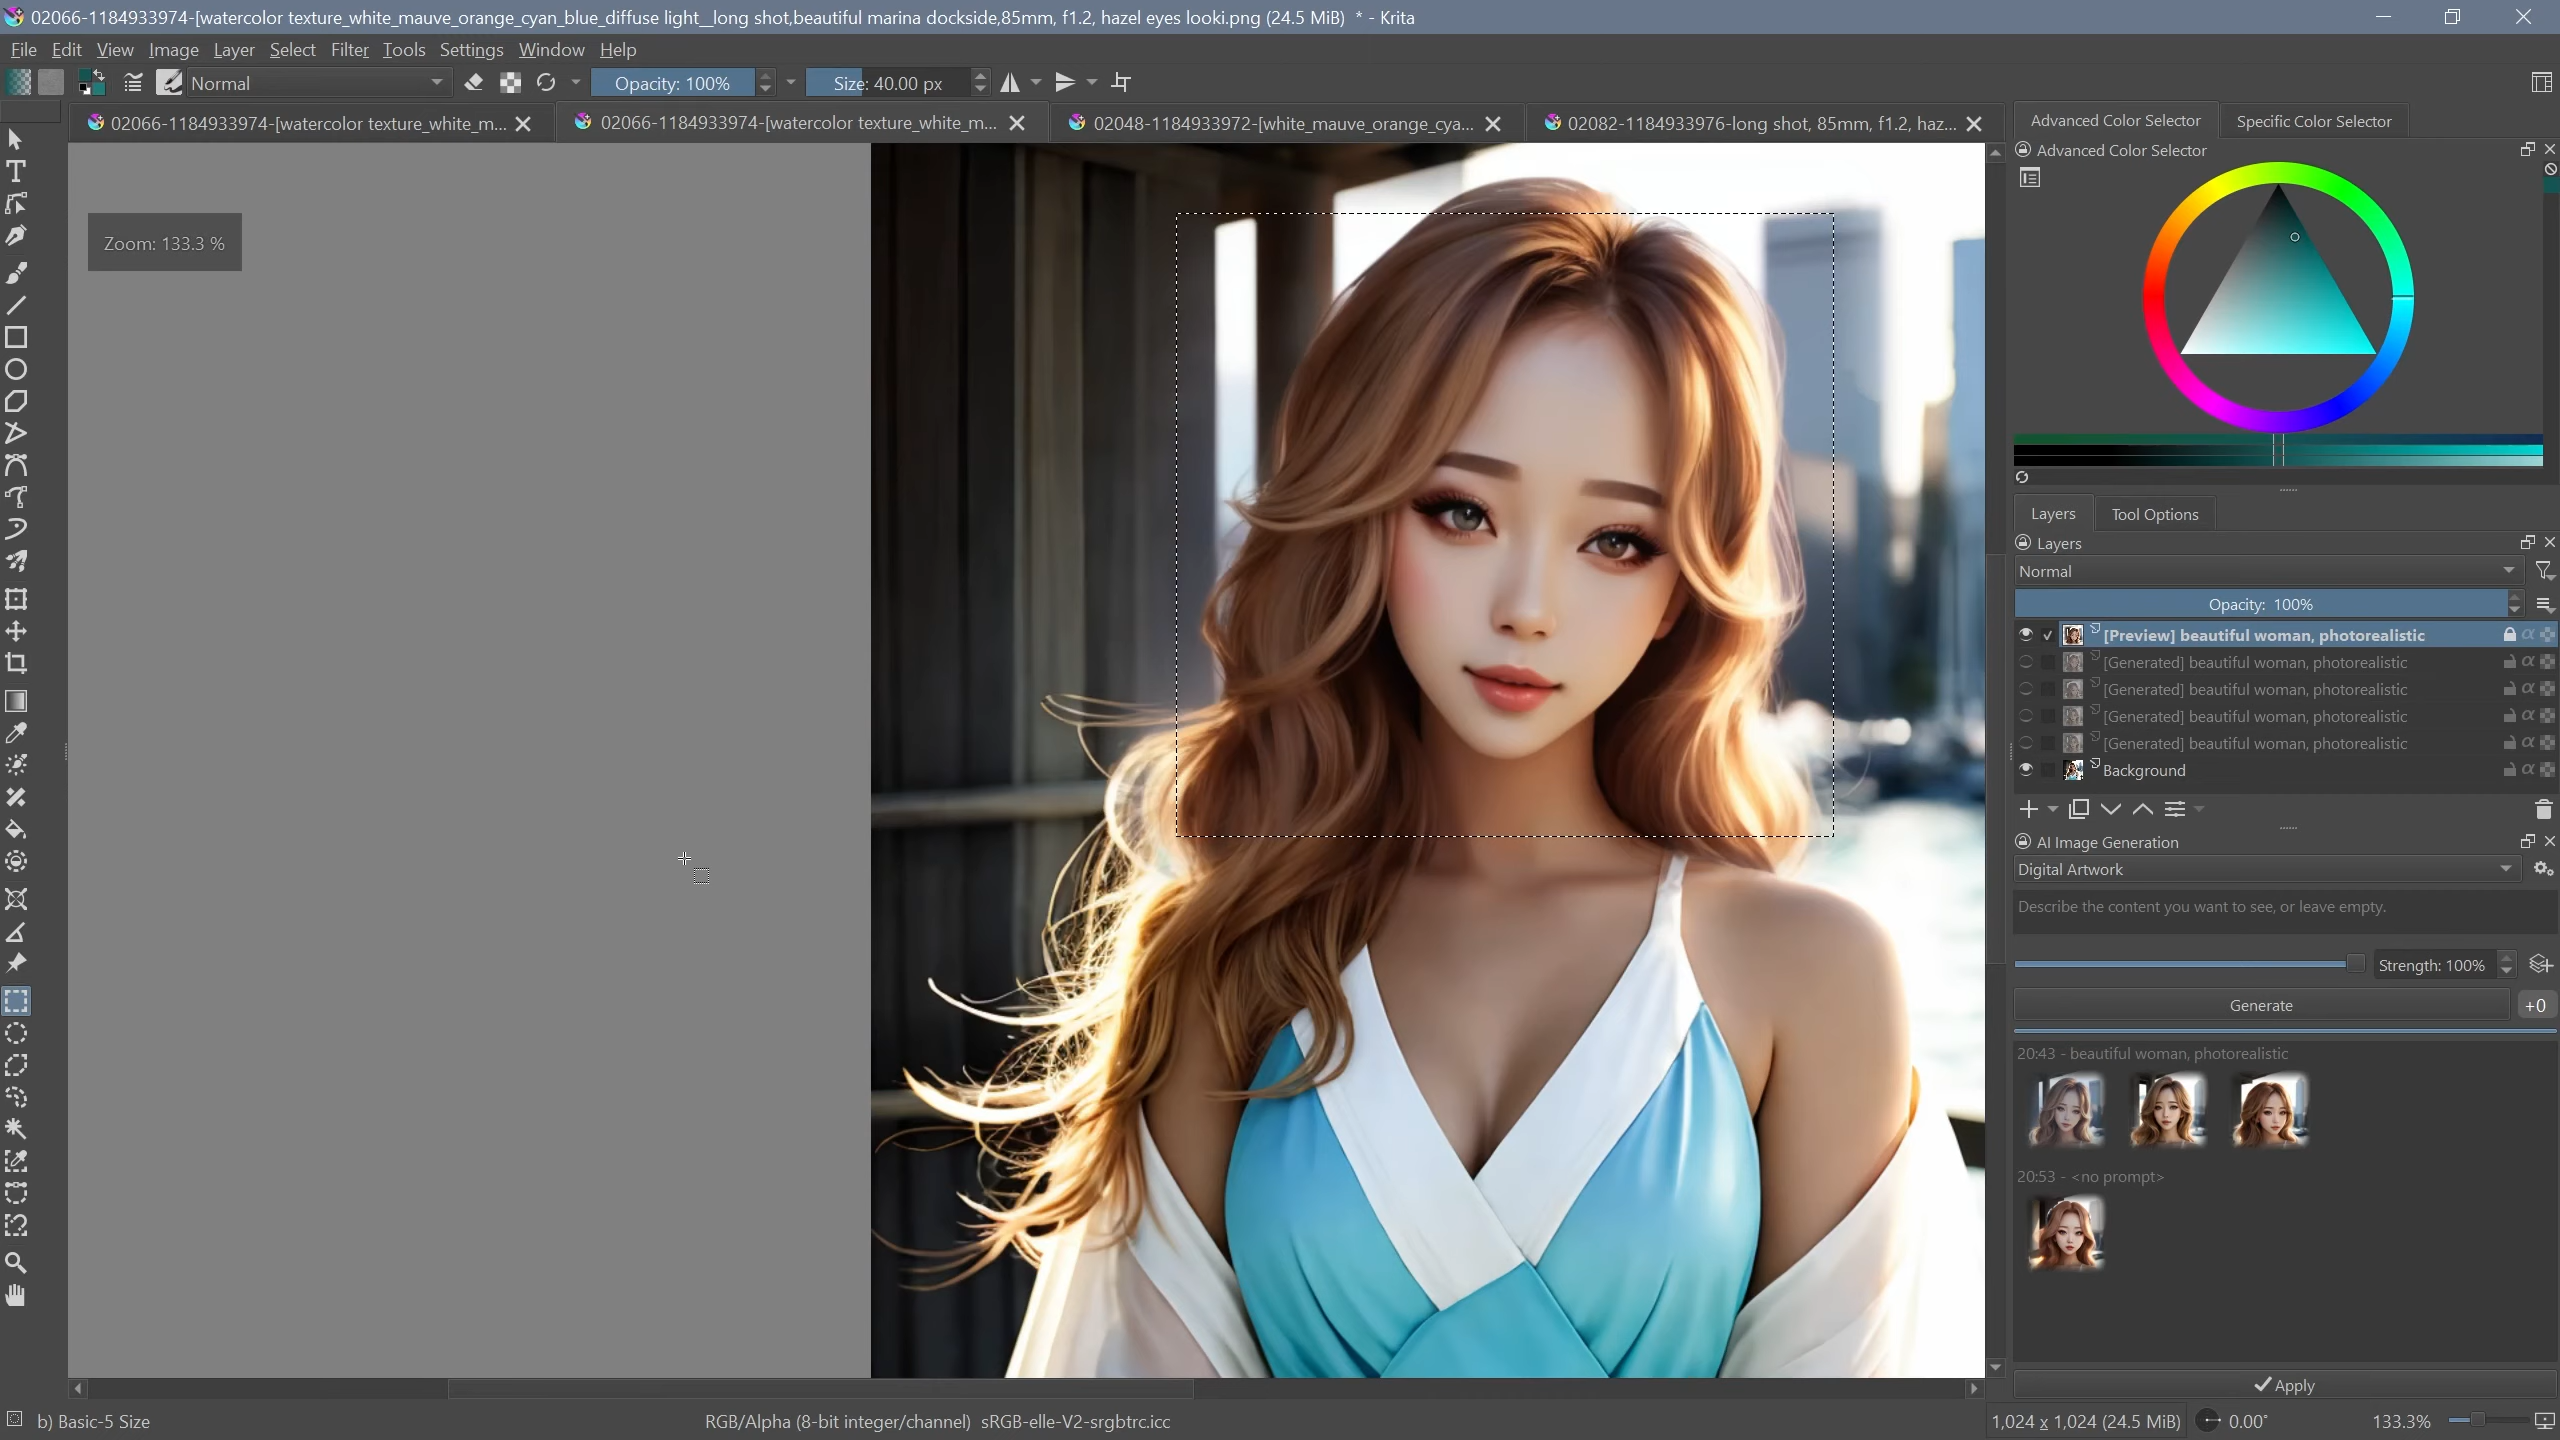 02066-1184933974-[watercolor texture_white_mauve_orange_cyan_blue_diffuse light__long shot,beautiful marina dockside,85mm, f1.2, hazel eyes looki.png (24.5 MiB) * - Krita
File Edit View Image Layer Select Filter Tools Settings Window Help
Normal Opacity: 100% Size: 40.00 px
02066-1184933974-[watercolor texture_white_m... 02066-1184933974-[watercolor texture_white_m... 02048-1184933972-[white_mauve_orange_cya... 02082-1184933976-long shot, 85mm, f1.2, haz...
Advanced Color Selector Specific Color Selector
Advanced Color Selector
Zoom: 133.3 %
Layers Tool Options
Layers
Normal
Opacity: 100%
[Preview] beautiful woman, photorealistic
[Generated] beautiful woman, photorealistic
[Generated] beautiful woman, photorealistic
[Generated] beautiful woman, photorealistic
[Generated] beautiful woman, photorealistic
Background
AI Image Generation
Digital Artwork
Describe the content you want to see, or leave empty.
Strength: 100%
Generate +0
20:43 - beautiful woman, photorealistic
20:53 - <no prompt>
Apply
b) Basic-5 Size RGB/Alpha (8-bit integer/channel) sRGB-elle-V2-srgbtrc.icc 1,024 x 1,024 (24.5 MiB) 0.00° 133.3%